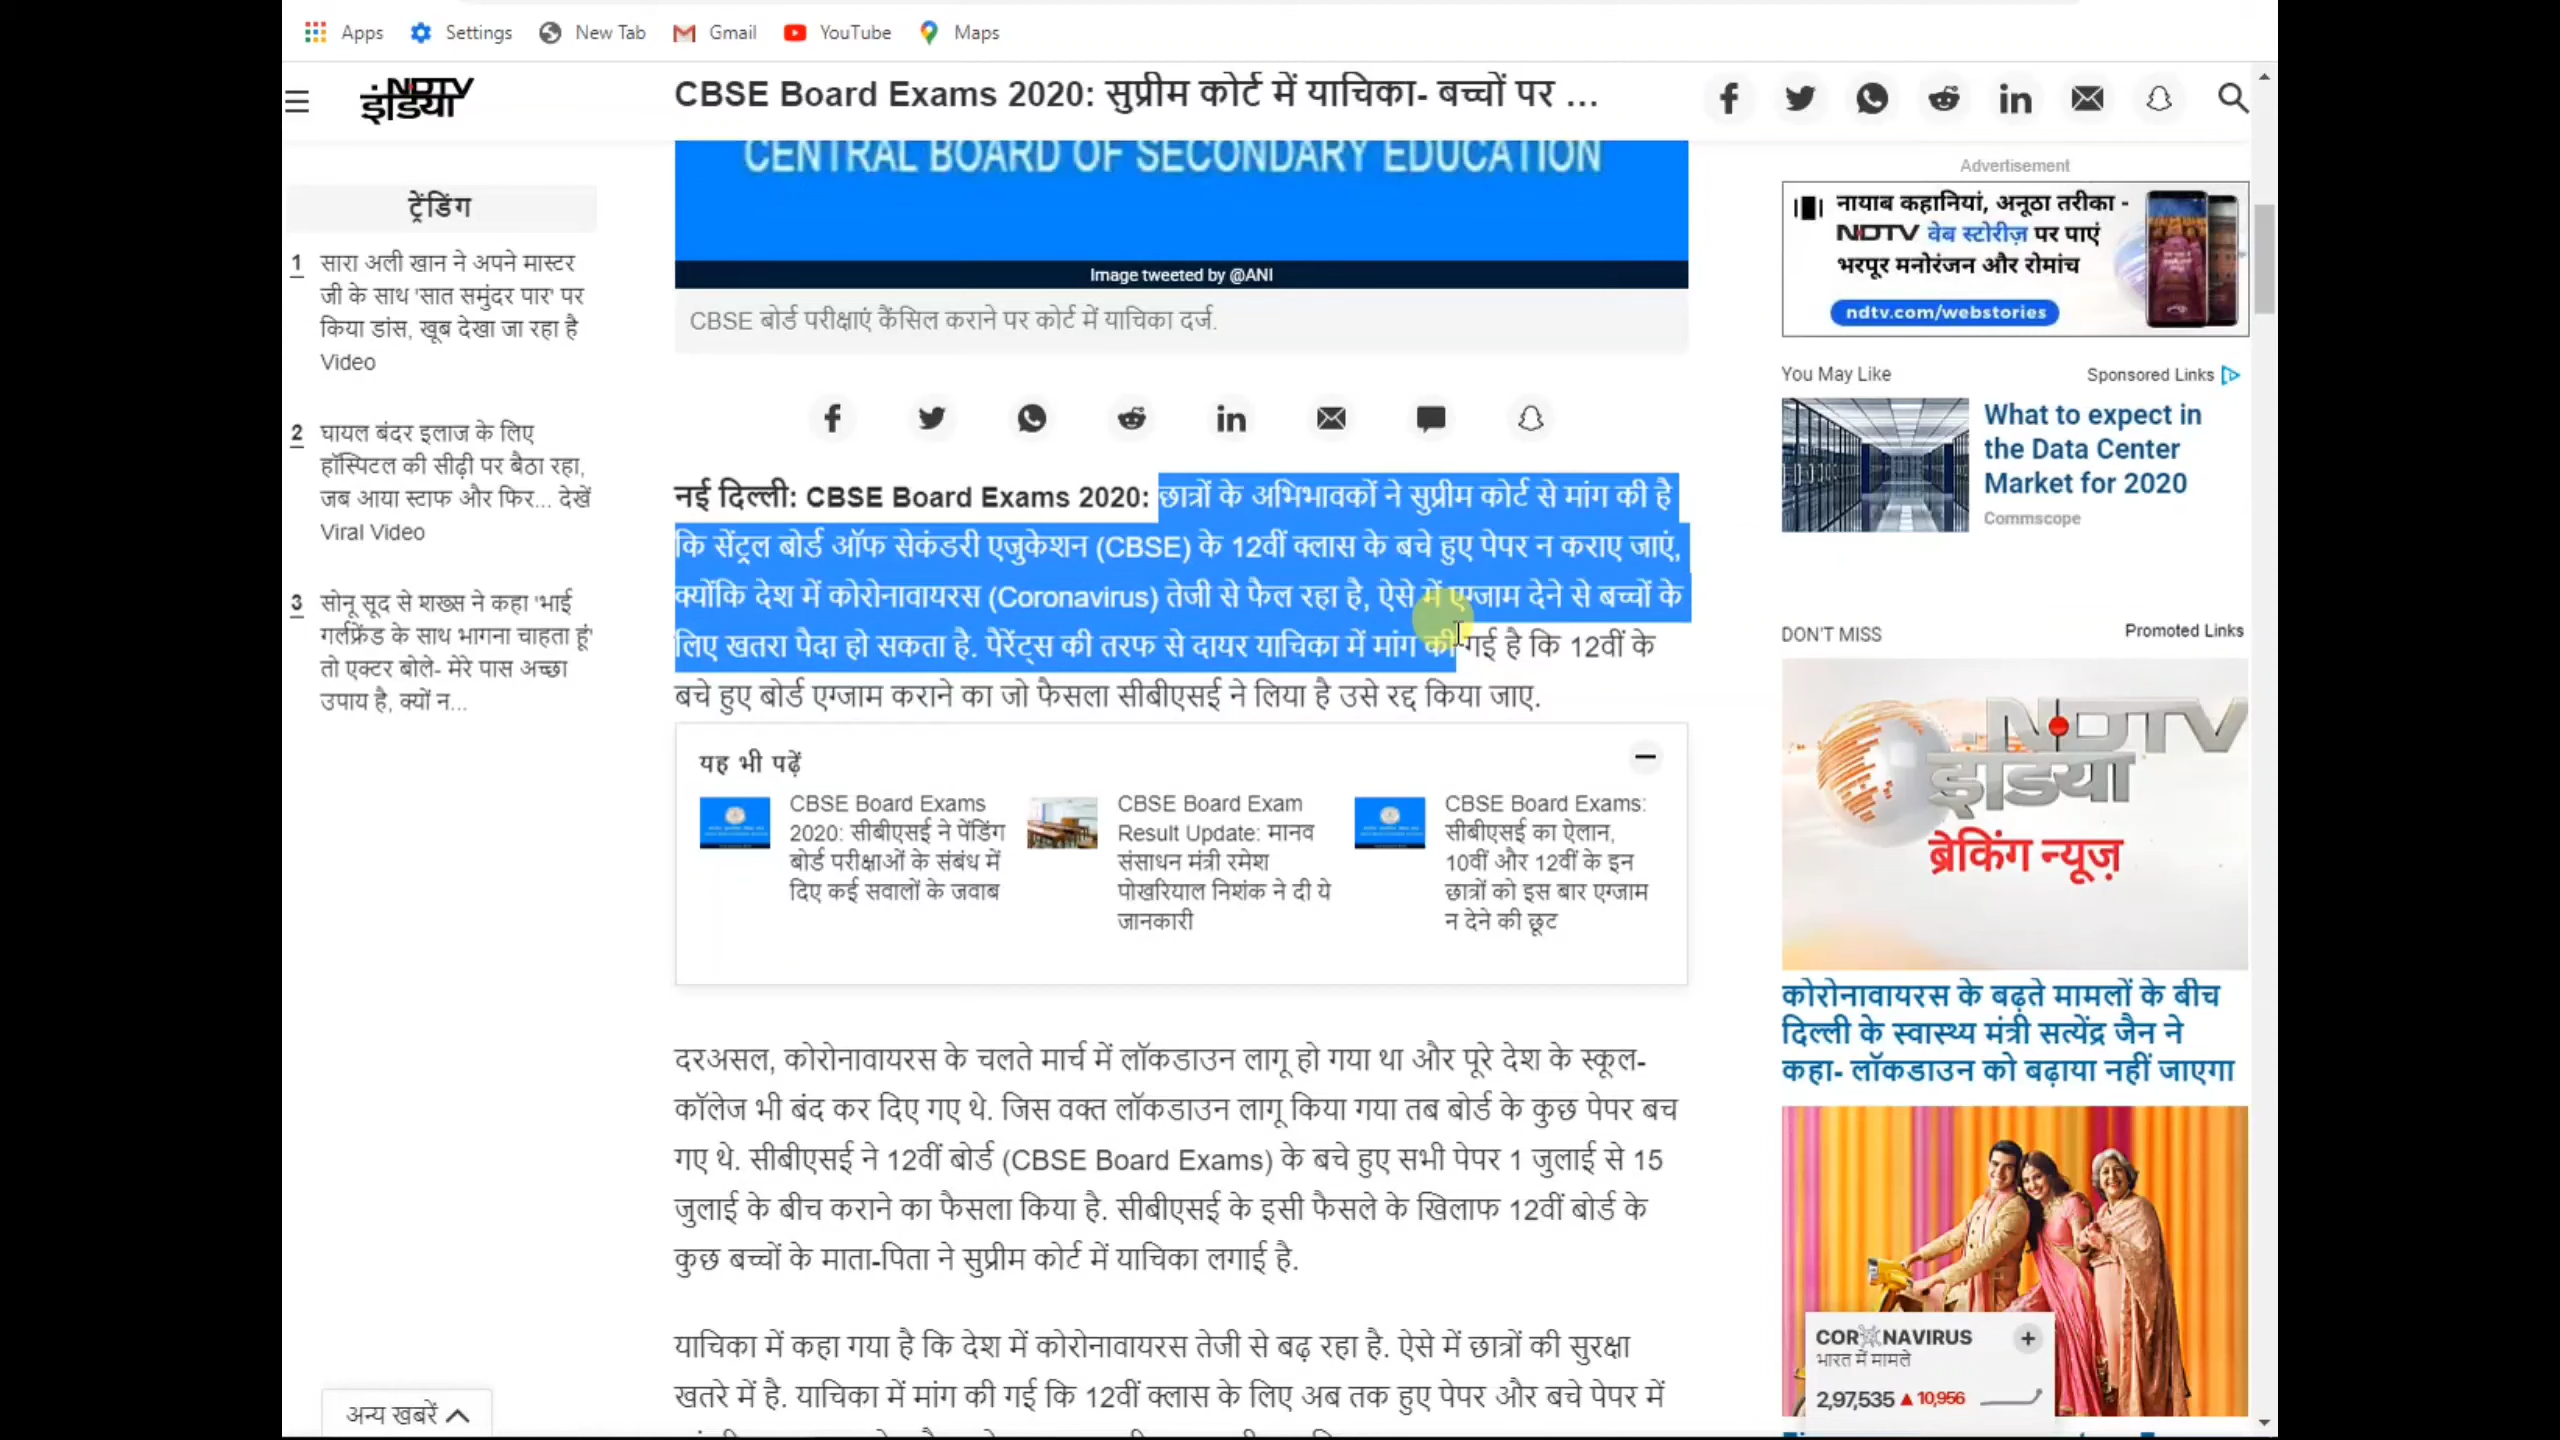 Apps Settings New Tab Gmail YouTube Maps
NDTV
इंडिया
CBSE Board Exams 2020: सुप्रीम कोर्ट में याचिका- बच्चों पर ...
ट्रेंडिंग
1 सारा अली खान ने अपने मास्टर
जी के साथ 'सात समुंदर पार' पर
किया डांस, खूब देखा जा रहा है
Video
2 घायल बंदर इलाज के लिए
हॉस्पिटल की सीढ़ी पर बैठा रहा,
जब आया स्टाफ और फिर... देखें
Viral Video
3 सोनू सूद से शख्स ने कहा 'भाई
गर्लफ्रेंड के साथ भागना चाहता हूं'
तो एक्टर बोले- मेरे पास अच्छा
उपाय है, क्यों न...
अन्य खबरें
CENTRAL BOARD OF SECONDARY EDUCATION
Image tweeted by @ANI
CBSE बोर्ड परीक्षाएं कैंसिल कराने पर कोर्ट में याचिका दर्ज.
नई दिल्ली: CBSE Board Exams 2020: छात्रों के अभिभावकों ने सुप्रीम कोर्ट से मांग की है
कि सेंट्रल बोर्ड ऑफ सेकंडरी एजुकेशन (CBSE) के 12वीं क्लास के बचे हुए पेपर न कराए जाएं,
क्योंकि देश में कोरोनावायरस (Coronavirus) तेजी से फैल रहा है, ऐसे में एग्जाम देने से बच्चों के
लिए खतरा पैदा हो सकता है. पैरेंट्स की तरफ से दायर याचिका में मांग की गई है कि 12वीं के
बचे हुए बोर्ड एग्जाम कराने का जो फैसला सीबीएसई ने लिया है उसे रद्द किया जाए.
यह भी पढ़ें
CBSE Board Exams
2020: सीबीएसई ने पेंडिंग
बोर्ड परीक्षाओं के संबंध में
दिए कई सवालों के जवाब
CBSE Board Exam
Result Update: मानव
संसाधन मंत्री रमेश
पोखरियाल निशंक ने दी ये
जानकारी
CBSE Board Exams:
सीबीएसई का ऐलान,
10वीं और 12वीं के इन
छात्रों को इस बार एग्जाम
न देने की छूट
दरअसल, कोरोनावायरस के चलते मार्च में लॉकडाउन लागू हो गया था और पूरे देश के स्कूल-
कॉलेज भी बंद कर दिए गए थे. जिस वक्त लॉकडाउन लागू किया गया तब बोर्ड के कुछ पेपर बच
गए थे. सीबीएसई ने 12वीं बोर्ड (CBSE Board Exams) के बचे हुए सभी पेपर 1 जुलाई से 15
जुलाई के बीच कराने का फैसला किया है. सीबीएसई के इसी फैसले के खिलाफ 12वीं बोर्ड के
कुछ बच्चों के माता-पिता ने सुप्रीम कोर्ट में याचिका लगाई है.
याचिका में कहा गया है कि देश में कोरोनावायरस तेजी से बढ़ रहा है. ऐसे में छात्रों की सुरक्षा
खतरे में है. याचिका में मांग की गई कि 12वीं क्लास के लिए अब तक हुए पेपर और बचे पेपर में
Advertisement
नायाब कहानियां, अनूठा तरीका -
NDTV वेब स्टोरीज़ पर पाएं
भरपूर मनोरंजन और रोमांच
ndtv.com/webstories
You May Like Sponsored Links
What to expect in
the Data Center
Market for 2020
Commscope
DON'T MISS Promoted Links
NDTV
इंडिया
ब्रेकिंग न्यूज़
कोरोनावायरस के बढ़ते मामलों के बीच
दिल्ली के स्वास्थ्य मंत्री सत्येंद्र जैन ने
कहा- लॉकडाउन को बढ़ाया नहीं जाएगा
CORONAVIRUS
भारत में मामले
2,97,535 ▲ 10,956